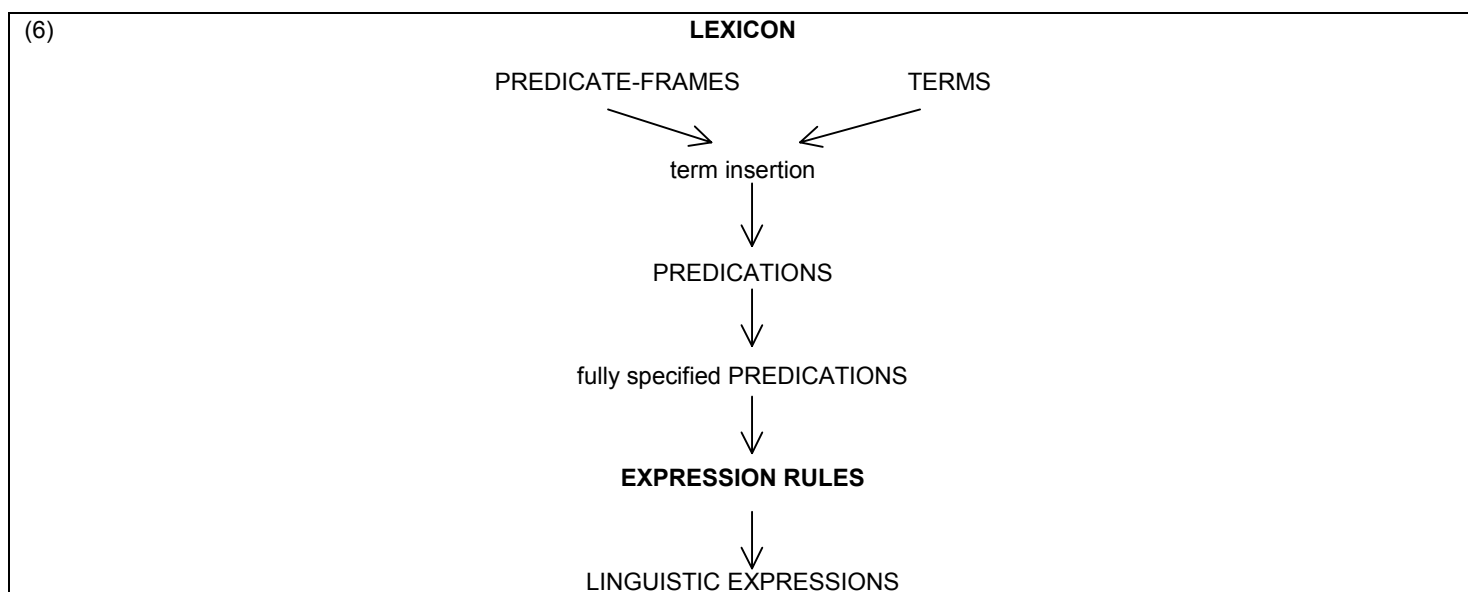 (6) LEXICON
PREDICATE-FRAMES TERMS
term insertion
PREDICATIONS
fully specified PREDICATIONS
EXPRESSION RULES
LINGUISTIC EXPRESSIONS